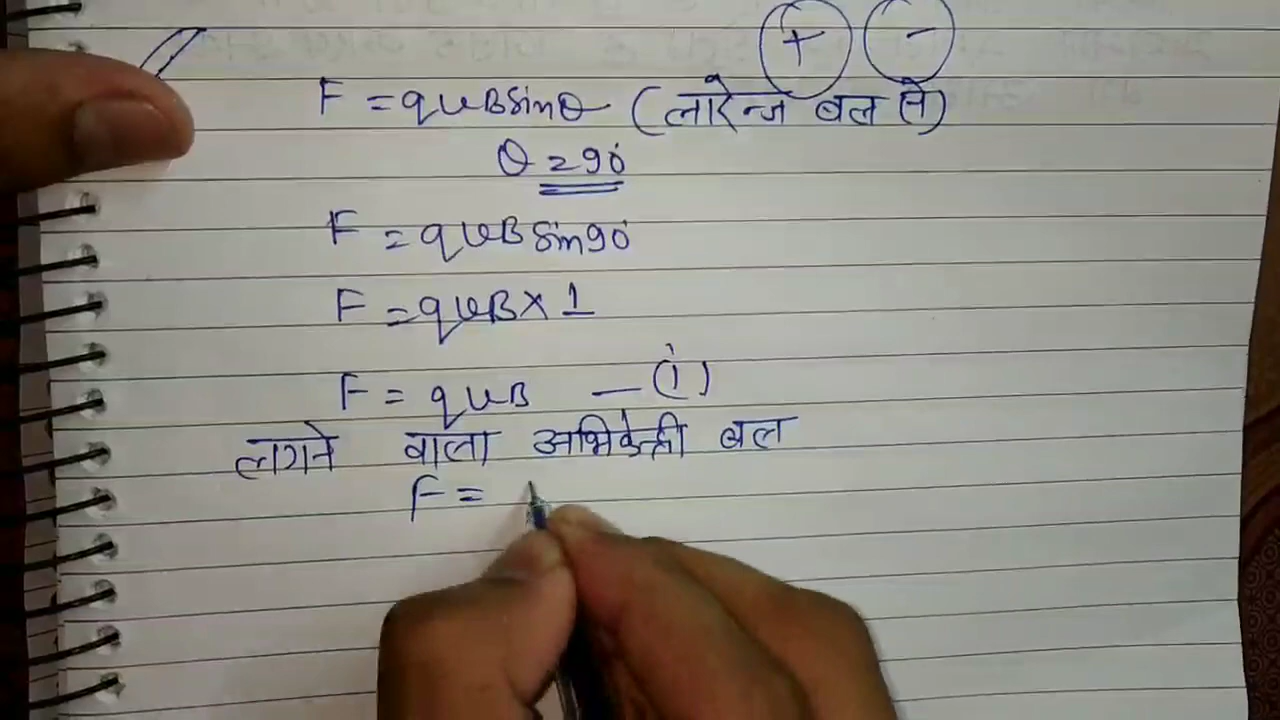 + -
F = qvBsinθ (लारेन्ज बल से)
θ = 90°
F = qvB sin90°
F = qvB × 1
F = qvB — (i)
लगने वाला अभिकेन्द्री बल
F =